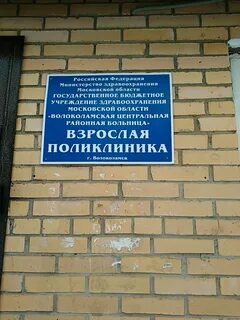 Российская Федерация
Министерство здравоохранения
Московской области
ГОСУДАРСТВЕННОЕ БЮДЖЕТНОЕ
УЧРЕЖДЕНИЕ ЗДРАВООХРАНЕНИЯ
МОСКОВСКОЙ ОБЛАСТИ
«ВОЛОКОЛАМСКАЯ ЦЕНТРАЛЬНАЯ
РАЙОННАЯ БОЛЬНИЦА»
ВЗРОСЛАЯ
ПОЛИКЛИНИКА
г. Волоколамск